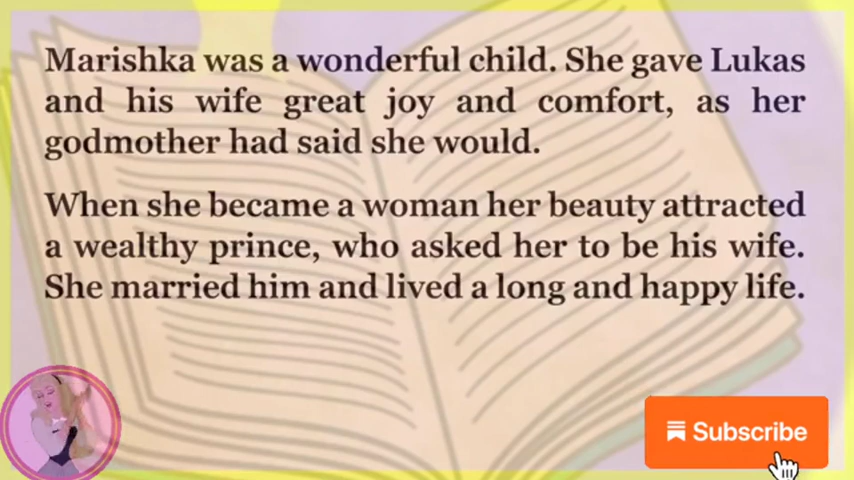 Marishka was a wonderful child. She gave Lukas
and his wife great joy and comfort, as her
godmother had said she would.
When she became a woman her beauty attracted
a wealthy prince, who asked her to be his wife.
She married him and lived a long and happy life.
Subscribe